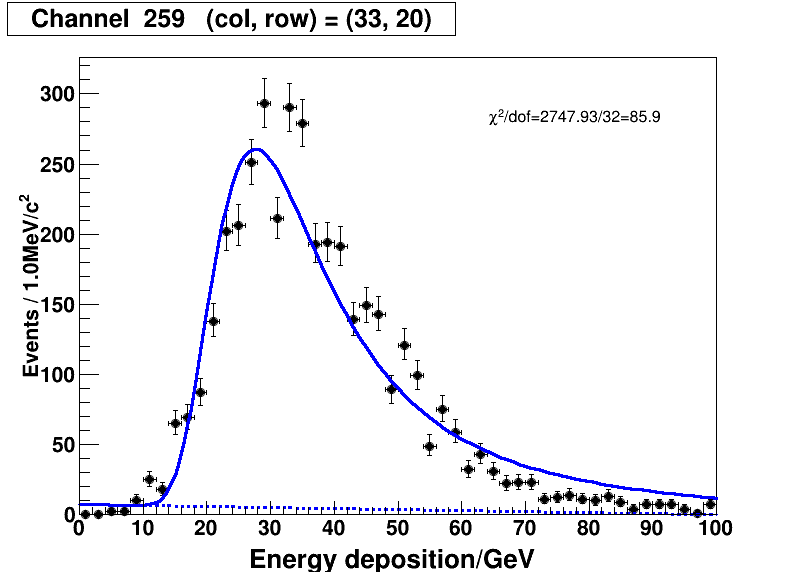 Channel 259 (col, row) = (33, 20)
χ²/dof=2747.93/32=85.9
Events / 1.0MeV/c²
300
250
200
150
100
50
0
0 10 20 30 40 50 60 70 80 90 100
Energy deposition/GeV